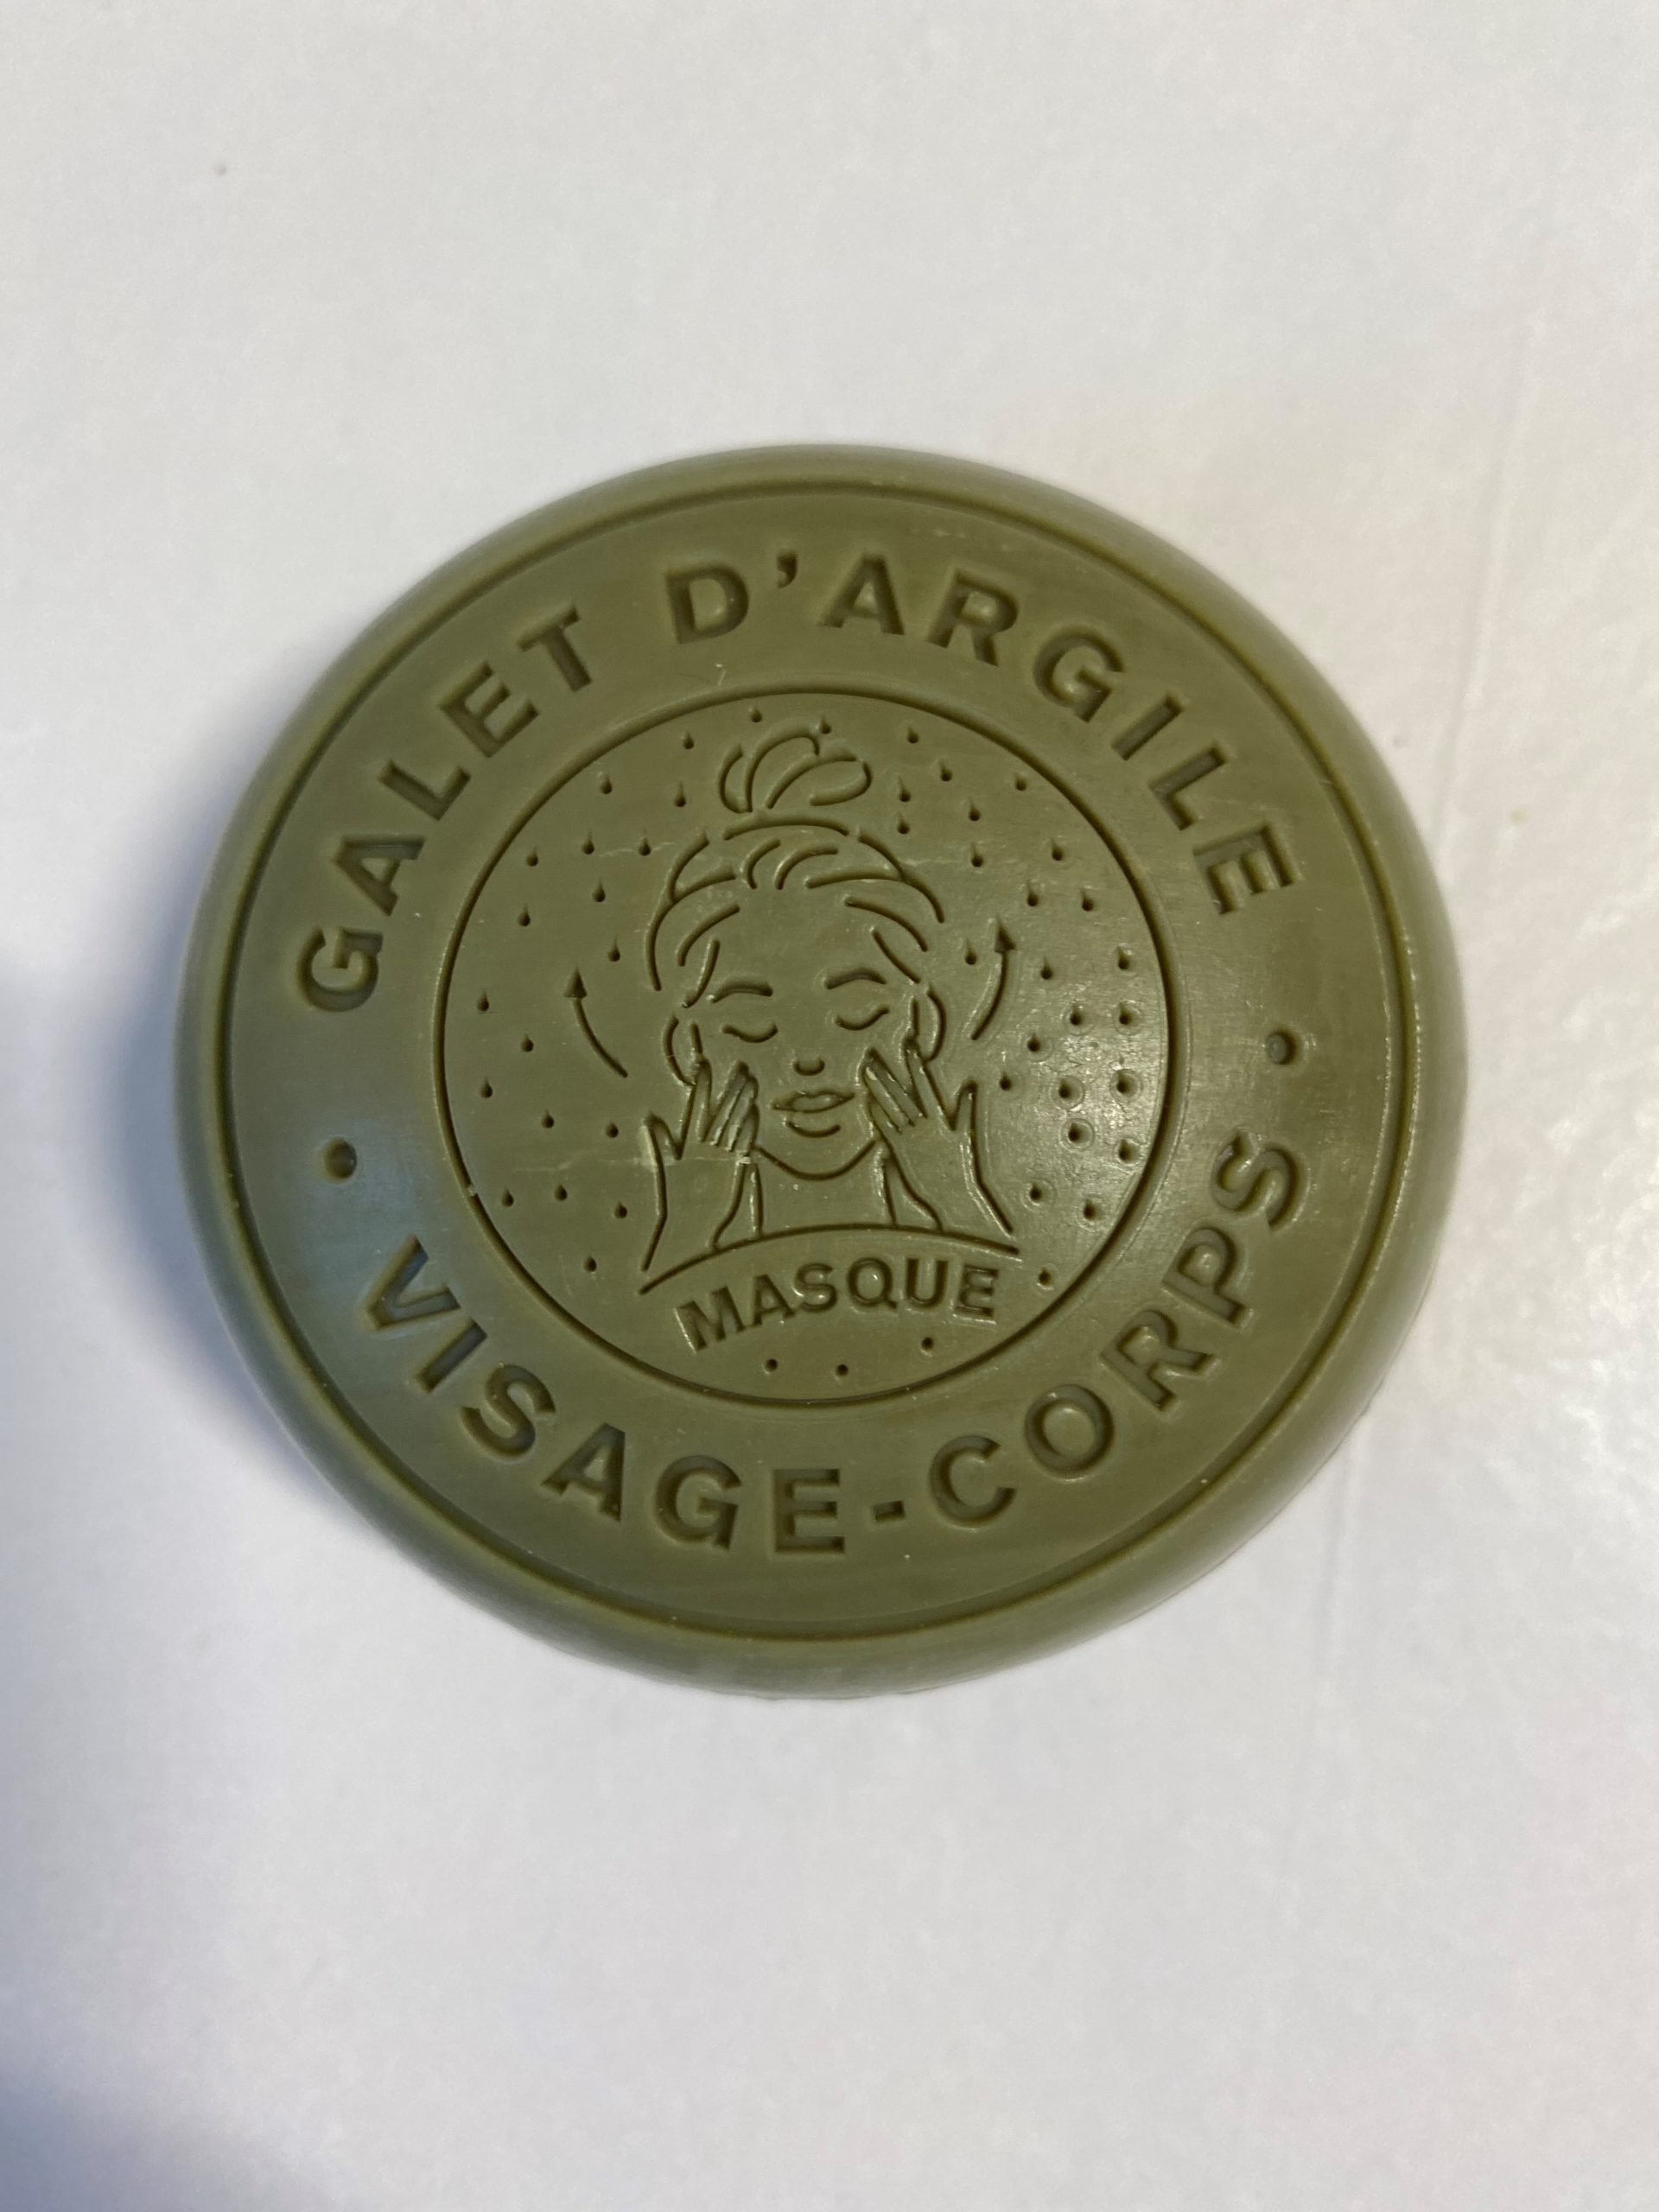 GALET D'ARGILE
MASQUE
• VISAGE-CORPS •